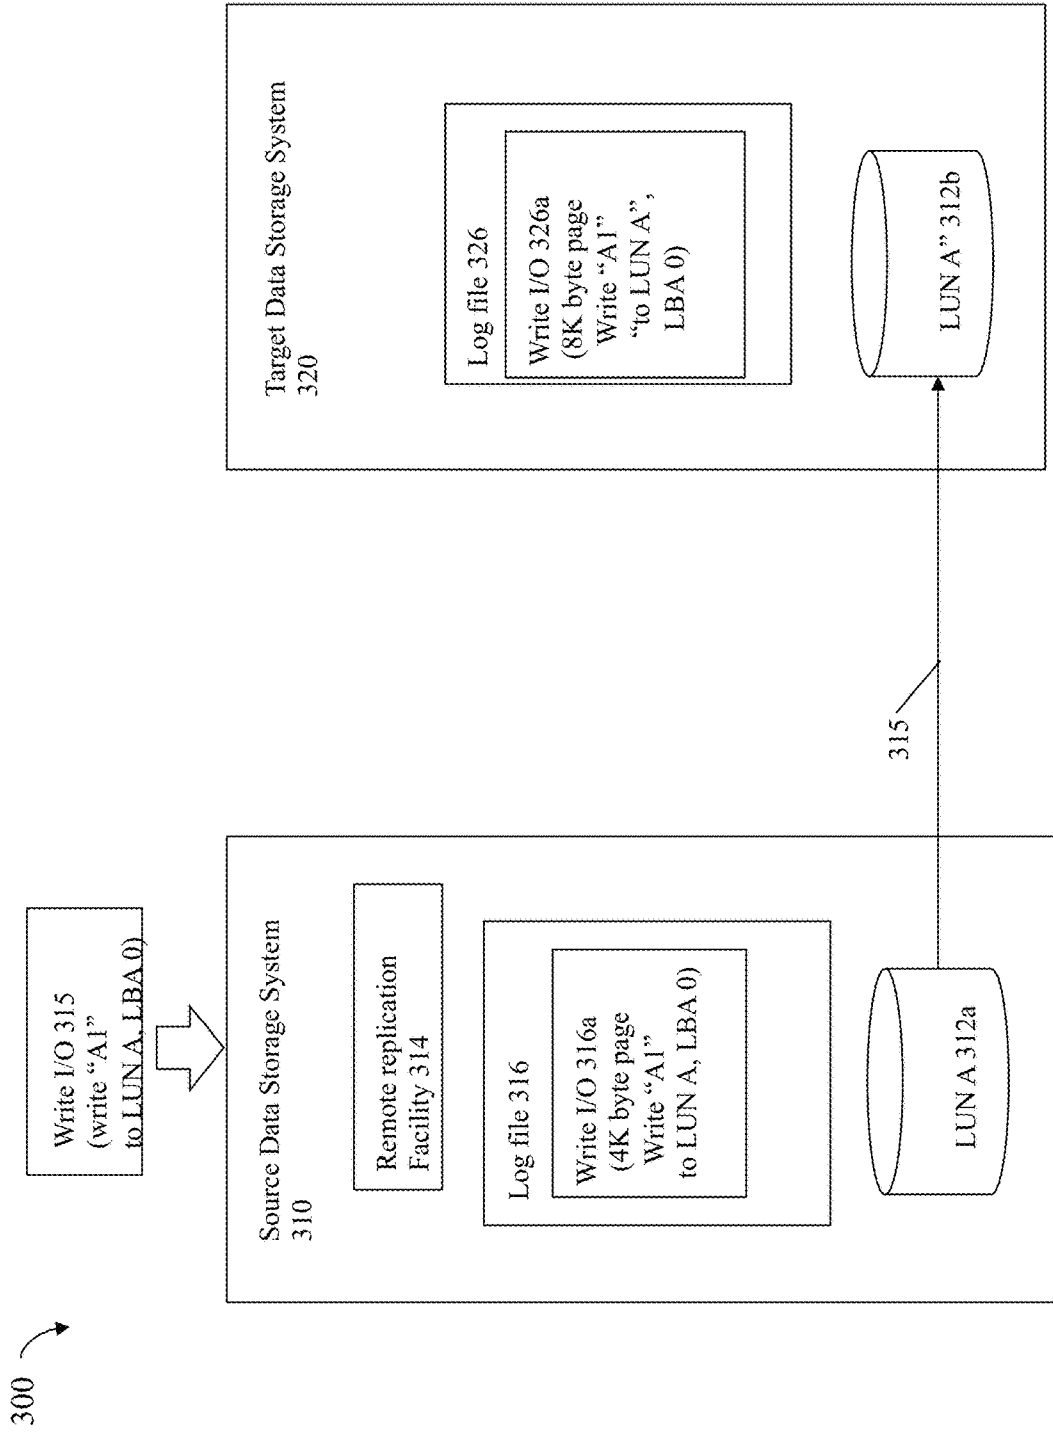 300
Write I/O 315
(write “A1”
to LUN A, LBA 0)
Source Data Storage System
310
Remote replication
Facility 314
Log file 316
Write I/O 316a
(4K byte page
Write “A1”
to LUN A, LBA 0)
LUN A 312a
315
Target Data Storage System
320
Log file 326
Write I/O 326a
(8K byte page
Write “A1”
“to LUN A”,
LBA 0)
LUN A” 312b